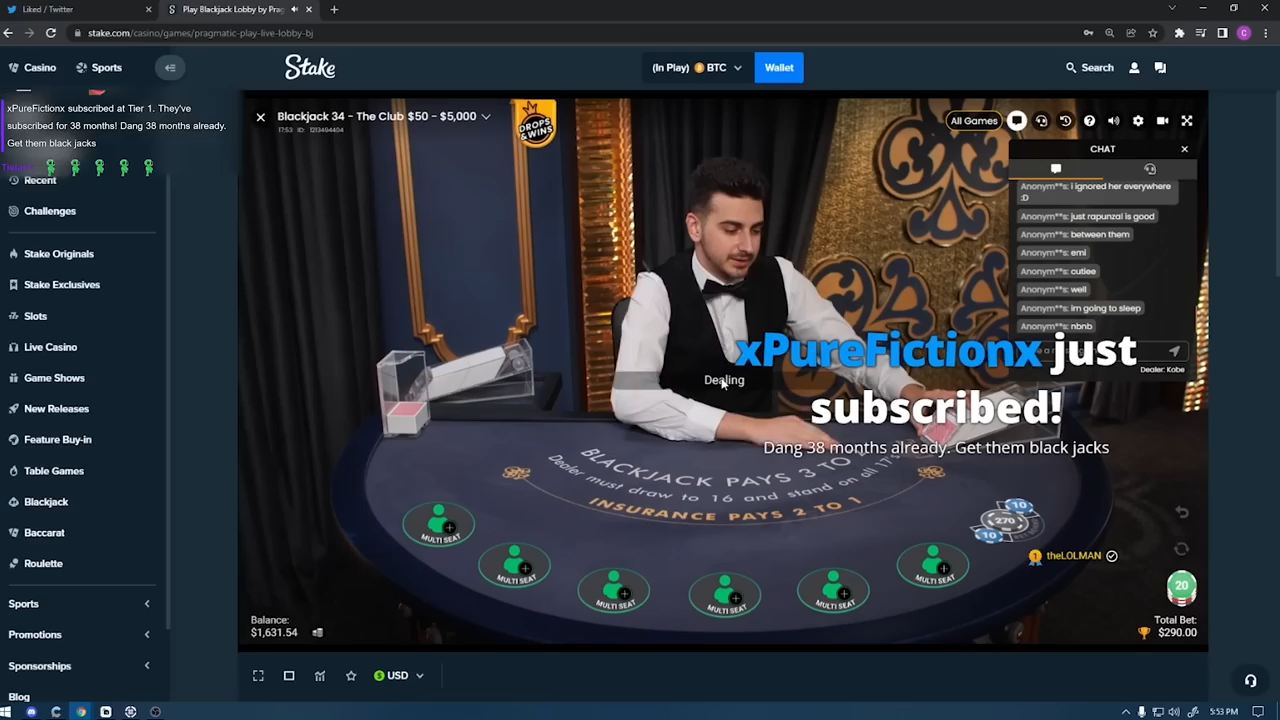 Liked / Twitter
Play Blackjack Lobby by Prag
stake.com/casino/games/pragmatic-play-live-lobby-bj
Casino
Sports
Stake
(In Play)
BTC
Wallet
Search
xPureFictionx subscribed at Tier 1. They've
subscribed for 38 months! Dang 38 months already.
Get them black jacks
Recent
Challenges
Stake Originals
Stake Exclusives
Slots
Live Casino
Game Shows
New Releases
Feature Buy-in
Table Games
Blackjack
Baccarat
Roulette
Sports
Promotions
Sponsorships
Blog
Blackjack 34 - The Club $50 - $5,000
17:53 ID: 1213494404
DROPS
& WINS
All Games
CHAT
Anonym**s: i ignored her everywhere
:D
Anonym**s: just rapunzal is good
Anonym**s: between them
Anonym**s: emi
Anonym**s: cutiee
Anonym**s: well
Anonym**s: im going to sleep
Anonym**s: nbnb
Dealer: Kobe
Dealing
xPureFictionx just
subscribed!
Dang 38 months already. Get them black jacks
BLACKJACK PAYS 3 TO
Dealer must draw to 16 and stand on all 17
INSURANCE PAYS 2 TO 1
MULTI SEAT
MULTI SEAT
MULTI SEAT
MULTI SEAT
MULTI SEAT
MULTI SEAT
10
270
10
1
theLOLMAN
20
Balance:
$1,631.54
Total Bet:
$290.00
$ USD
5:53 PM